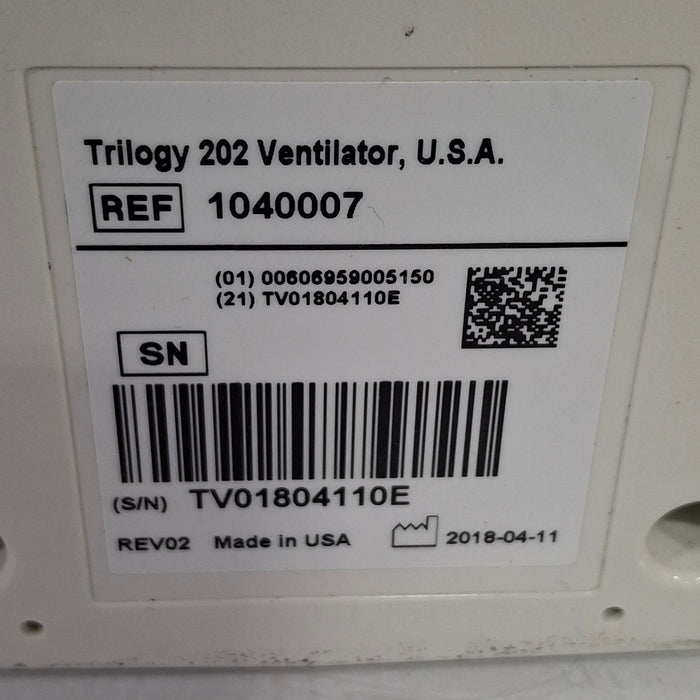 Trilogy 202 Ventilator, U.S.A.
REF 1040007
(01) 00606959005150
(21) TV01804110E
SN
(S/N) TV01804110E
REV02 Made in USA 2018-04-11